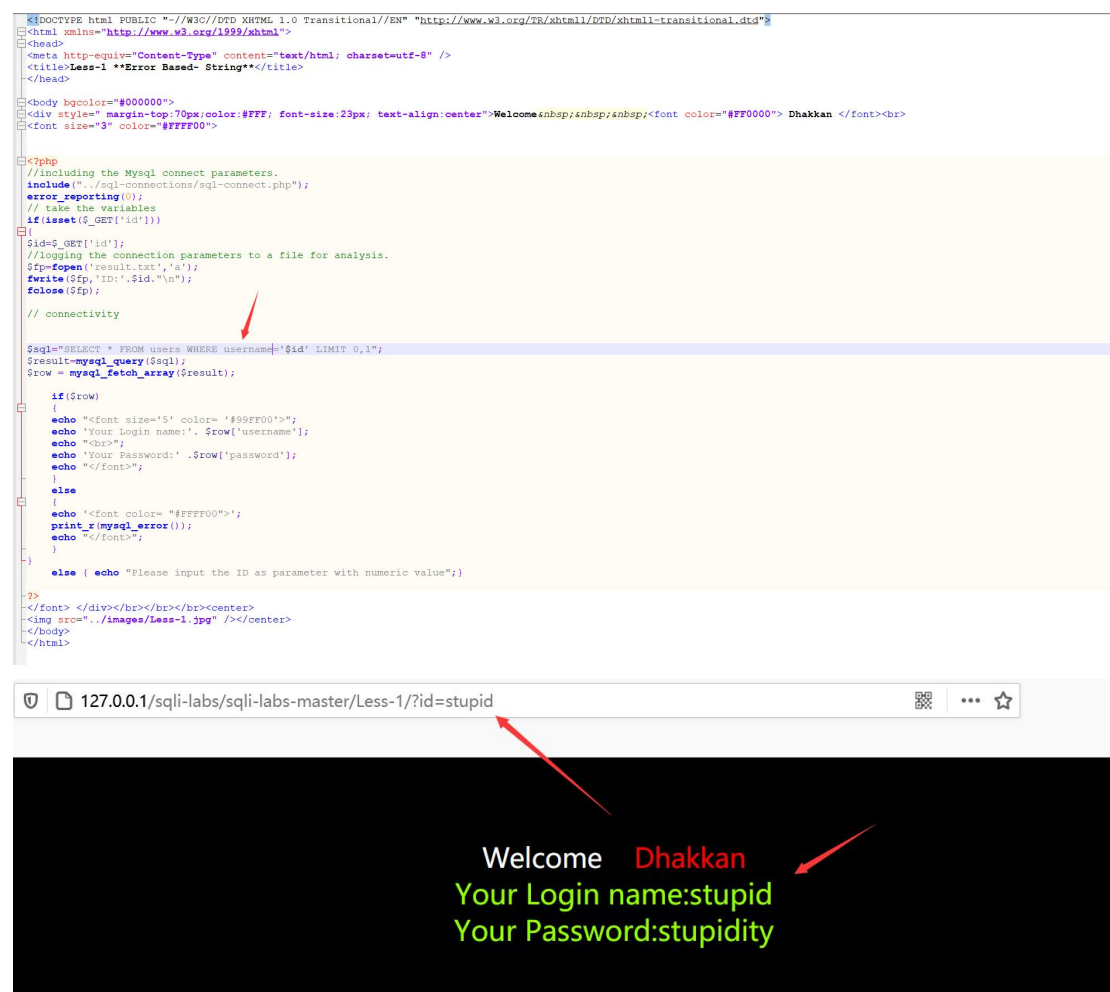 <!DOCTYPE html PUBLIC "-//W3C//DTD XHTML 1.0 Transitional//EN" "http://www.w3.org/TR/xhtml1/DTD/xhtml1-transitional.dtd">
<html xmlns="http://www.w3.org/1999/xhtml">
<head>
<meta http-equiv="Content-Type" content="text/html; charset=utf-8" />
<title>Less-1 **Error Based- String**</title>
</head>
<body bgcolor="#000000">
<div style=" margin-top:70px;color:#FFF; font-size:23px; text-align:center">Welcome&nbsp;&nbsp;&nbsp;<font color="#FF0000"> Dhakkan </font><br>
<font size="3" color="#FFFF00">
<?php
//including the Mysql connect parameters.
include("../sql-connections/sql-connect.php");
error_reporting(0);
// take the variables
if(isset($_GET['id']))
{
$id=$_GET['id'];
//logging the connection parameters to a file for analysis.
$fp=fopen('result.txt','a');
fwrite($fp,'ID:'.$id."\n");
fclose($fp);
// connectivity
$sql="SELECT * FROM users WHERE username='$id' LIMIT 0,1";
$result=mysql_query($sql);
$row = mysql_fetch_array($result);
if($row)
{
echo "<font size='5' color= '#99FF00'>";
echo 'Your Login name:'. $row['username'];
echo "<br>";
echo 'Your Password:' .$row['password'];
echo "</font>";
}
else
{
echo '<font color= "#FFFF00">';
print_r(mysql_error());
echo "</font>";
}
}
else { echo "Please input the ID as parameter with numeric value";}
?>
</font> </div></br></br></br><center>
<img src="../images/Less-1.jpg" /></center>
</body>
</html>
127.0.0.1/sqli-labs/sqli-labs-master/Less-1/?id=stupid
Welcome Dhakkan
Your Login name:stupid
Your Password:stupidity